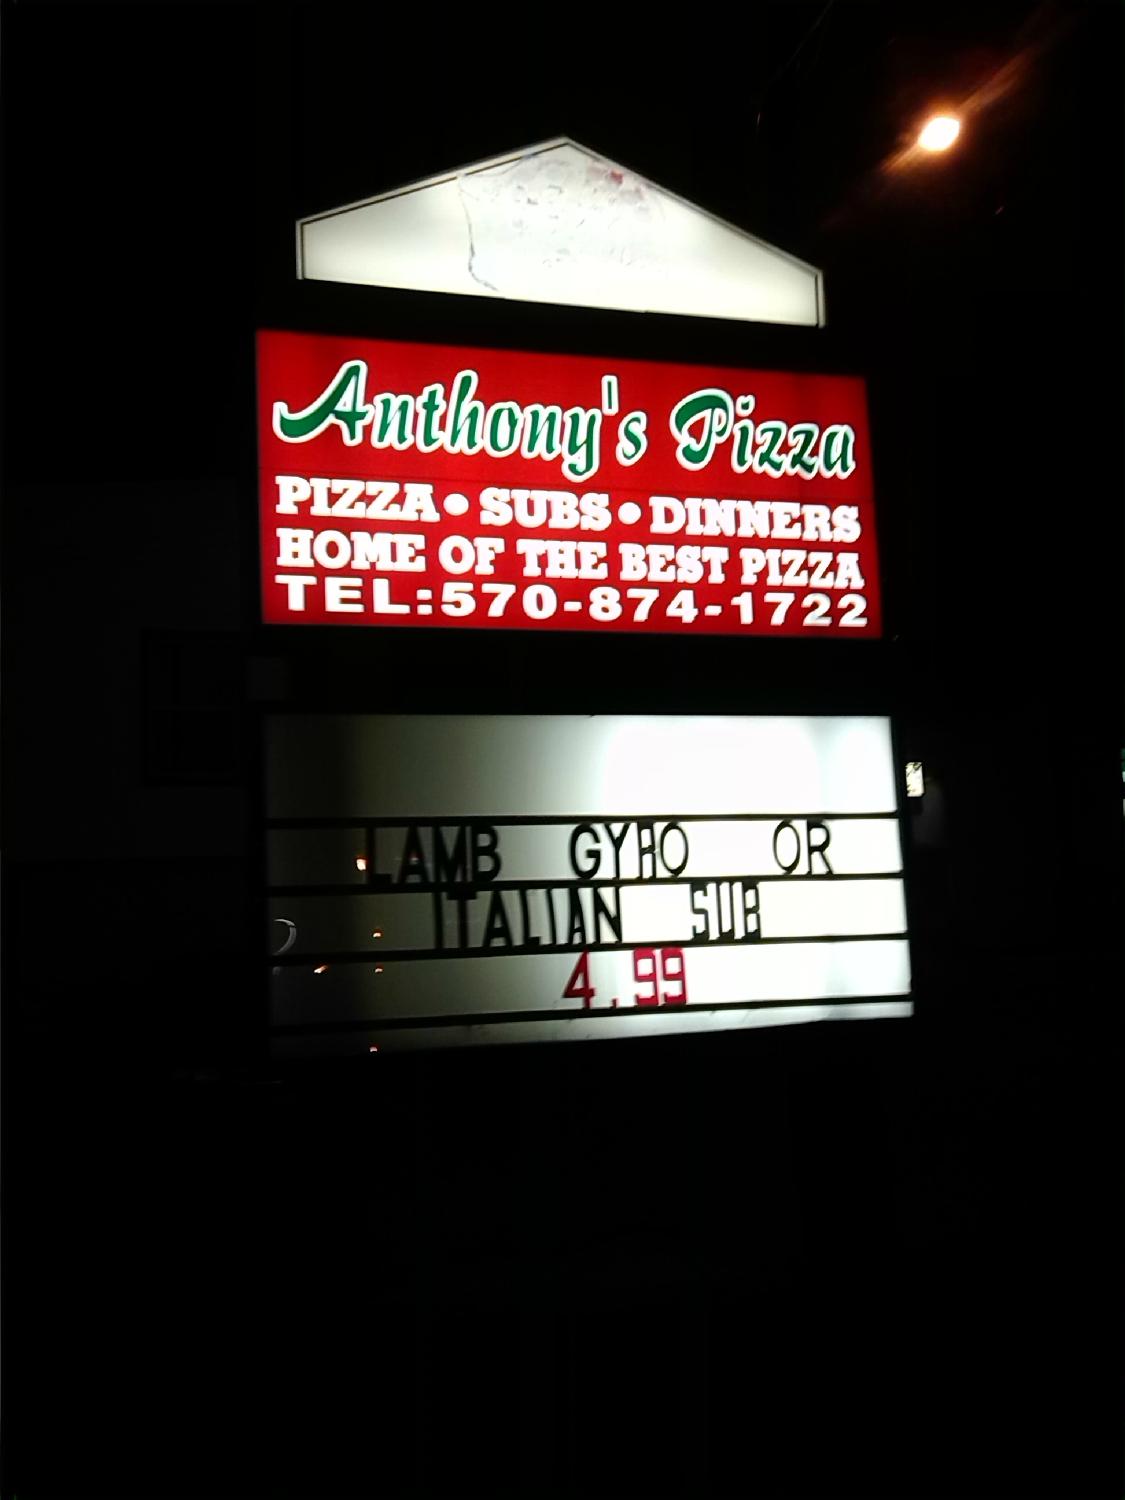 Anthony's Pizza
PIZZA • SUBS • DINNERS
HOME OF THE BEST PIZZA
TEL:570-874-1722
LAMB GYRO OR
ITALIAN SUB
4.99